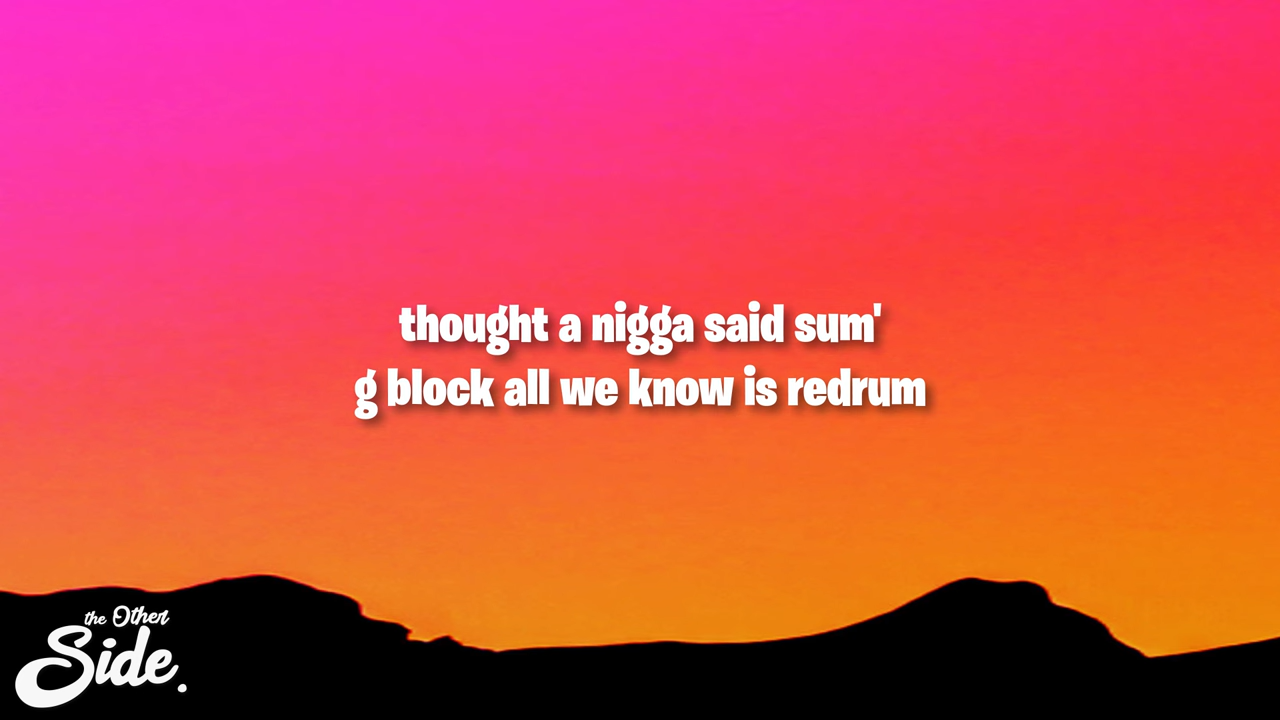 thought a nigga said sum'
g block all we know is redrum
the Other
Side.